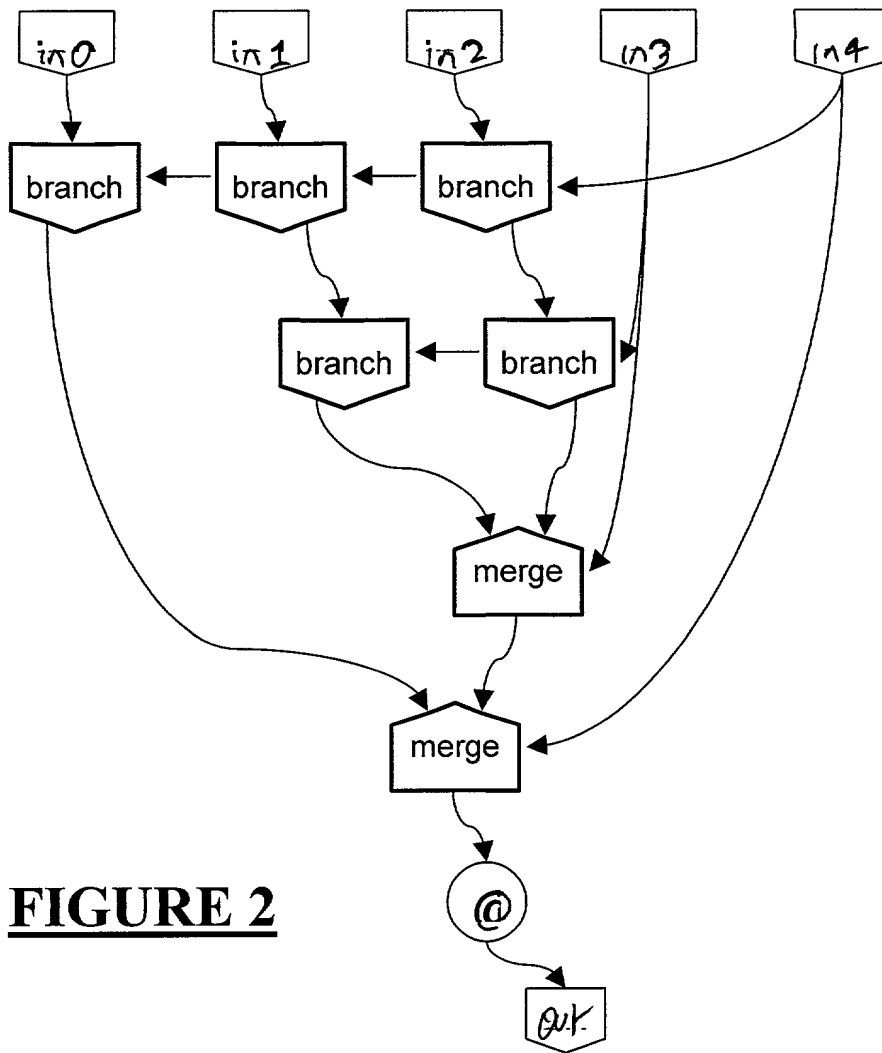 in0 in1 in2 in3 in4
branch branch branch
branch branch
merge
merge
@
FIGURE 2
out